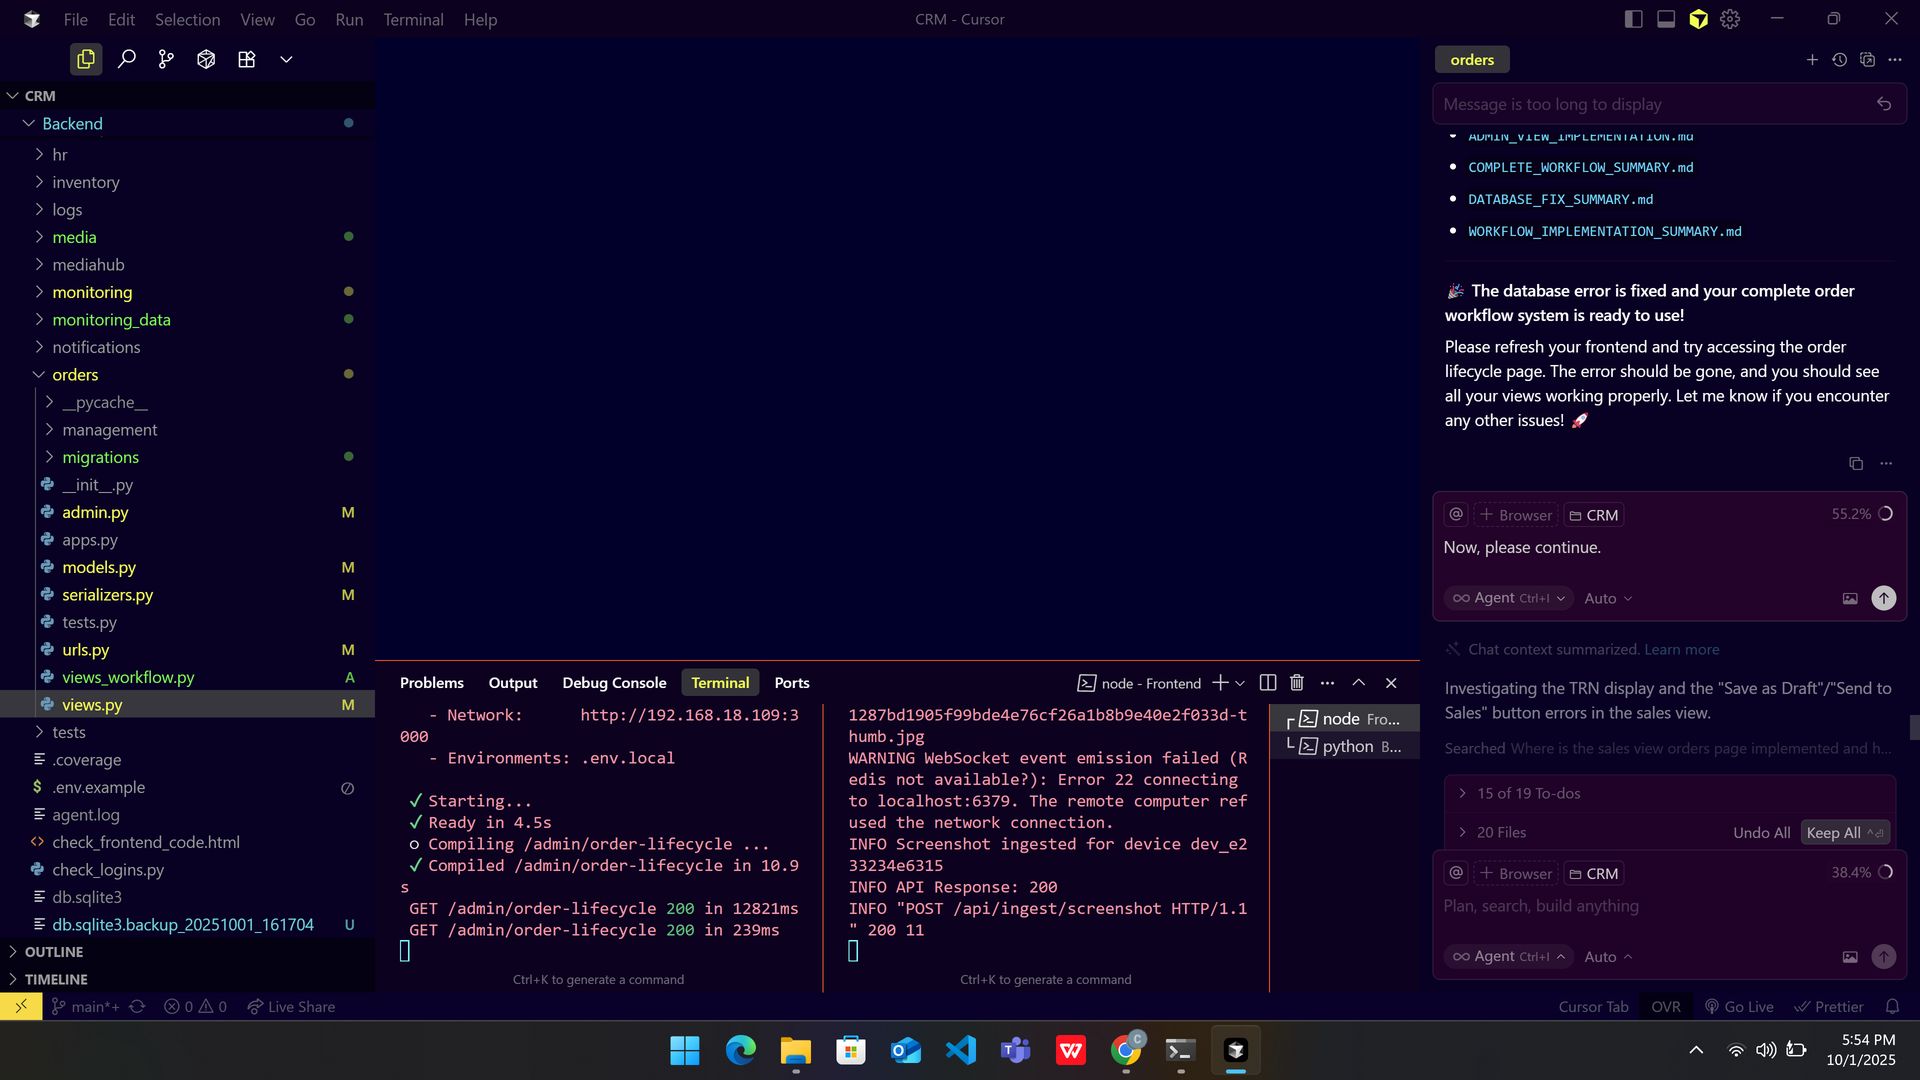 File Edit Selection View Go Run Terminal Help
CRM - Cursor
CRM
Backend
hr
inventory
logs
media
mediahub
monitoring
monitoring_data
notifications
orders
__pycache__
management
migrations
__init__.py
admin.py M
apps.py
models.py M
serializers.py M
tests.py
urls.py M
views_workflow.py A
views.py M
tests
.coverage
.env.example
agent.log
check_frontend_code.html
check_logins.py
db.sqlite3
db.sqlite3.backup_20251001_161704 U
OUTLINE
TIMELINE
Problems Output Debug Console Terminal Ports
node - Frontend
- Network: http://192.168.18.109:3
000
- Environments: .env.local
✓ Starting...
✓ Ready in 4.5s
○ Compiling /admin/order-lifecycle ...
✓ Compiled /admin/order-lifecycle in 10.9
s
GET /admin/order-lifecycle 200 in 12821ms
GET /admin/order-lifecycle 200 in 239ms
Ctrl+K to generate a command
1287bd1905f99bde4e76cf26a1b8b9e40e2f033d-t
humb.jpg
WARNING WebSocket event emission failed (R
edis not available?): Error 22 connecting
to localhost:6379. The remote computer ref
used the network connection.
INFO Screenshot ingested for device dev_e2
33234e6315
INFO API Response: 200
INFO "POST /api/ingest/screenshot HTTP/1.1
" 200 11
Ctrl+K to generate a command
node Fro...
python B...
orders
Message is too long to display
ADMIN_VIEW_IMPLEMENTATION.md
COMPLETE_WORKFLOW_SUMMARY.md
DATABASE_FIX_SUMMARY.md
WORKFLOW_IMPLEMENTATION_SUMMARY.md
🎉 The database error is fixed and your complete order
workflow system is ready to use!
Please refresh your frontend and try accessing the order
lifecycle page. The error should be gone, and you should see
all your views working properly. Let me know if you encounter
any other issues! 🚀
@ + Browser CRM 55.2%
Now, please continue.
Agent Ctrl+I Auto
Chat context summarized. Learn more
Investigating the TRN display and the "Save as Draft"/"Send to
Sales" button errors in the sales view.
Searched Where is the sales view orders page implemented and h...
15 of 19 To-dos
20 Files Undo All Keep All
@ + Browser CRM 38.4%
Plan, search, build anything
Agent Ctrl+I Auto
main*+ 0 0 Live Share
Cursor Tab OVR Go Live Prettier
5:54 PM
10/1/2025